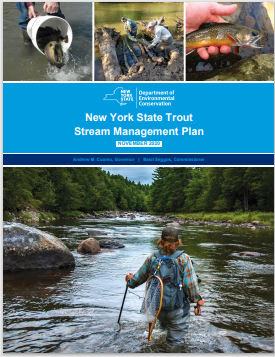 NEW
YORK
STATE
Department of
Environmental
Conservation
New York State Trout
Stream Management Plan
NOVEMBER 2020
Andrew M. Cuomo, Governor | Basil Seggos, Commissioner